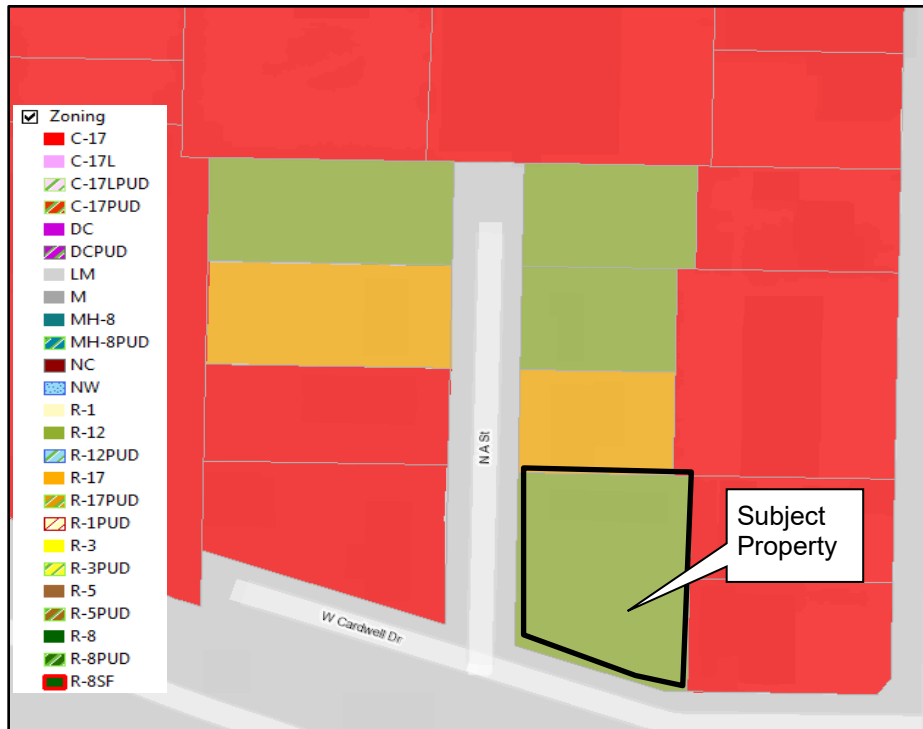 Zoning
C-17
C-17L
C-17LPUD
C-17PUD
DC
DCPUD
LM
M
MH-8
MH-8PUD
NC
NW
R-1
R-12
R-12PUD
R-17
R-17PUD
R-1PUD
R-3
R-3PUD
R-5
R-5PUD
R-8
R-8PUD
R-8SF
N A St
Subject
Property
W Cardwell Dr